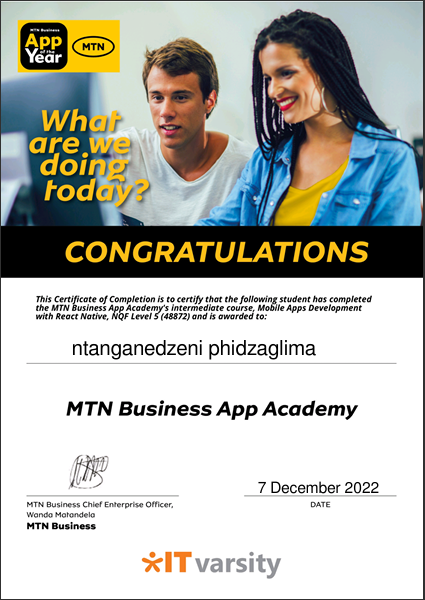 MTN Business
App
of the
Year
MTN
What
are we
doing
today?
CONGRATULATIONS
This Certificate of Completion is to certify that the following student has completed
the MTN Business App Academy's intermediate course, Mobile Apps Development
with React Native, NQF Level 5 (48872) and is awarded to:
ntanganedzeni phidzaglima
MTN Business App Academy
MTN Business Chief Enterprise Officer,
Wanda Matandela
MTN Business
7 December 2022
DATE
IT varsity